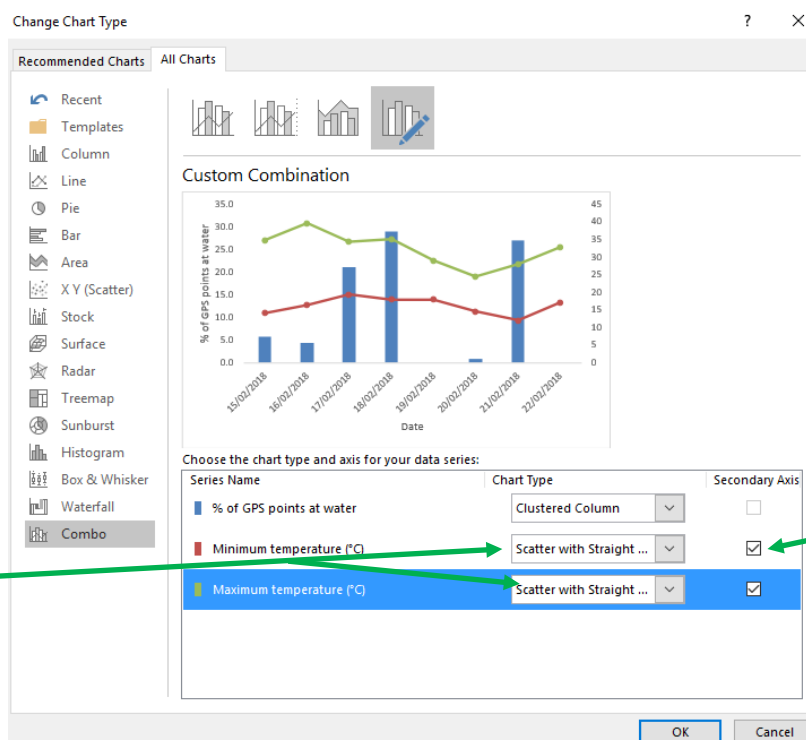 Change Chart Type ? ×
Recommended Charts All Charts
Recent
Templates
Column
Line
Pie
Bar
Area
X Y (Scatter)
Stock
Surface
Radar
Treemap
Sunburst
Histogram
Box & Whisker
Waterfall
Combo
Custom Combination
% of GPS points at water
35.0
30.0
25.0
20.0
15.0
10.0
5.0
0.0
45
40
35
30
25
20
15
10
5
0
15/02/2018 16/02/2018 17/02/2018 18/02/2018 19/02/2018 20/02/2018 21/02/2018 22/02/2018
Date
Choose the chart type and axis for your data series:
Series Name Chart Type Secondary Axis
% of GPS points at water Clustered Column
Minimum temperature (°C) Scatter with Straight ...
Maximum temperature (°C) Scatter with Straight ...
OK Cancel